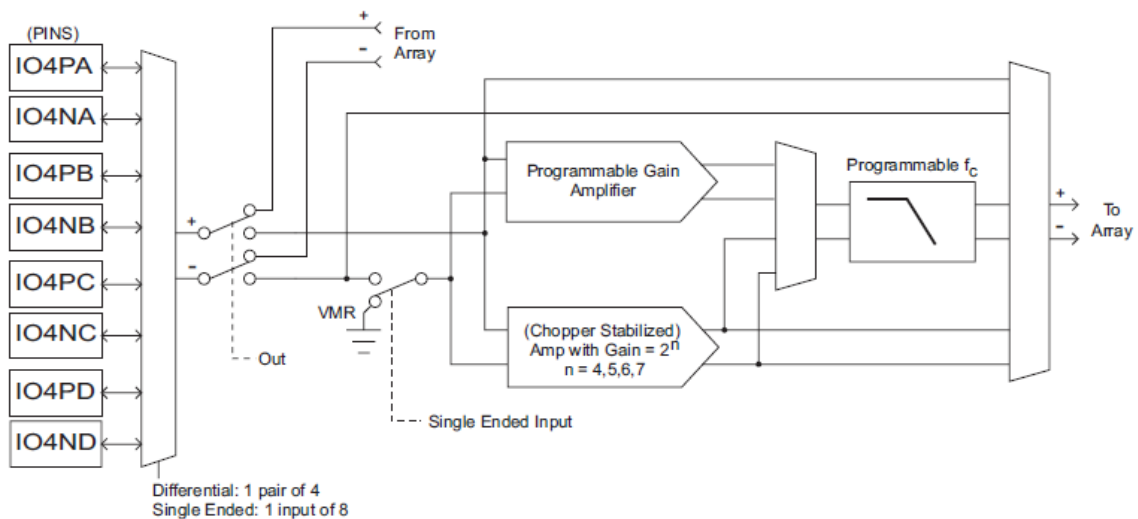 (PINS)
IO4PA
IO4NA
IO4PB
IO4NB
IO4PC
IO4NC
IO4PD
IO4ND
+
-
From
Array
+
-
Out
VMR
Single Ended Input
Programmable Gain
Amplifier
(Chopper Stabilized)
Amp with Gain = 2n
n = 4,5,6,7
Programmable fc
+
-
To
Array
Differential: 1 pair of 4
Single Ended: 1 input of 8